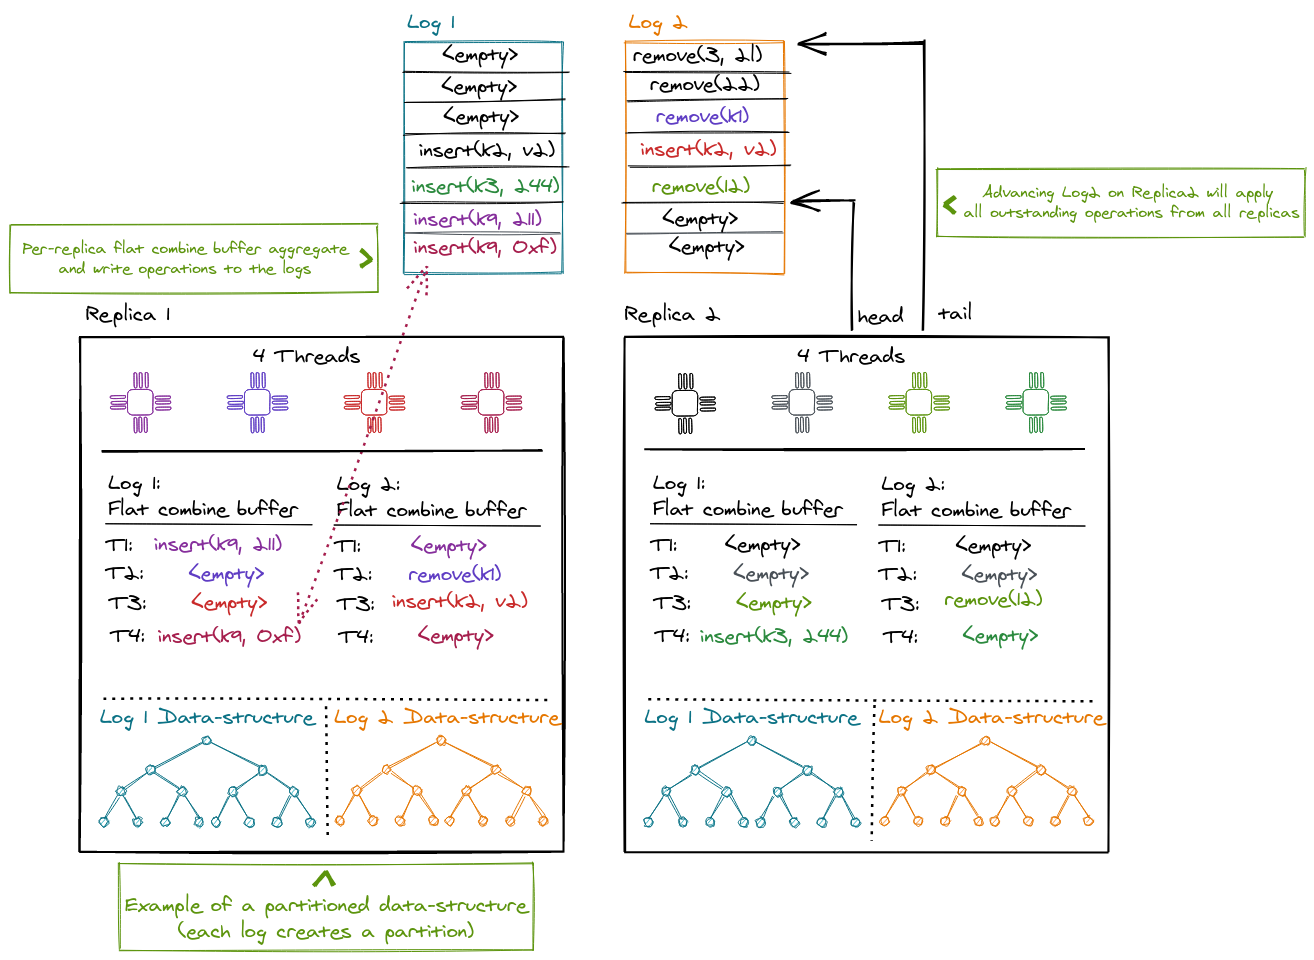 Log 1
<empty>
<empty>
<empty>
insert(k2, v2)
insert(k3, 244)
insert(k9, 211)
insert(k9, 0xf)
Log 2
remove(3, 21)
remove(22)
remove(k1)
insert(k2, v2)
remove(12)
<empty>
<empty>
Advancing Log2 on Replica2 will apply
all outstanding operations from all replicas
Per-replica flat combine buffer aggregate
and write operations to the logs
head
tail
Replica 1
4 Threads
Log 1:
Flat combine buffer
T1: insert(k9, 211)
T2: <empty>
T3: <empty>
T4: insert(k9, 0xf)
Log 2:
Flat combine buffer
T1: <empty>
T2: remove(k1)
T3: insert(k2, v2)
T4: <empty>
Log 1 Data-structure
Log 2 Data-structure
Replica 2
4 Threads
Log 1:
Flat combine buffer
T1: <empty>
T2: <empty>
T3: <empty>
T4: insert(k3, 244)
Log 2:
Flat combine buffer
T1: <empty>
T2: <empty>
T3: remove(12)
T4: <empty>
Log 1 Data-structure
Log 2 Data-structure
Example of a partitioned data-structure
(each log creates a partition)